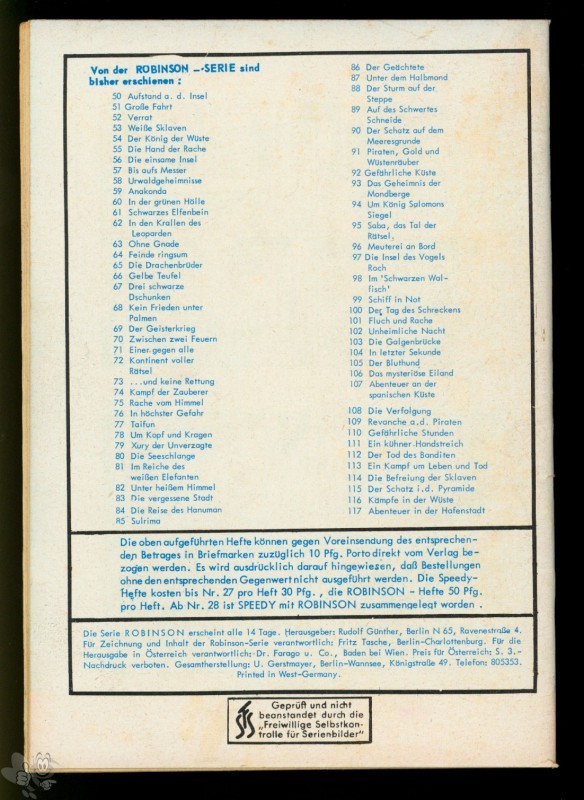 Von der ROBINSON –-SERIE sind
bisher erschienen :
50 Aufstand a. d. Insel
51 Große Fahrt
52 Verrat
53 Weiße Sklaven
54 Der König der Wüste
55 Die Hand der Rache
56 Die einsame Insel
57 Bis aufs Messer
58 Urwaldgeheimnisse
59 Anakonda
60 In der grünen Hölle
61 Schwarzes Elfenbein
62 In den Krallen des
Leoparden
63 Ohne Gnade
64 Feinde ringsum
65 Die Drachenbrüder
66 Gelbe Teufel
67 Drei schwarze
Dschunken
68 Kein Frieden unter
Palmen
69 Der Geisterkrieg
70 Zwischen zwei Feuern
71 Einer gegen alle
72 Kontinent voller
Rätsel
73 ...und keine Rettung
74 Kampf der Zauberer
75 Rache vom Himmel
76 In höchster Gefahr
77 Taifun
78 Um Kopf und Kragen
79 Xury der Unverzagte
80 Die Seeschlange
81 Im Reiche des
weißen Elefanten
82 Unter heißem Himmel
83 Die vergessene Stadt
84 Die Reise des Hanuman
85 Sulrima
86 Der Geächtete
87 Unter dem Halbmond
88 Der Sturm auf der
Steppe
89 Auf des Schwertes
Schneide
90 Der Schatz auf dem
Meeresgrunde
91 Piraten, Gold und
Wüstenräuber
92 Gefährliche Küste
93 Das Geheimnis der
Mondberge
94 Um König Salomons
Siegel
95 Saba, das Tal der
Rätsel.
96 Meuterei an Bord
97 Die Insel des Vogels
Roch
98 Im 'Schwarzen Wal-
fisch'
99 Schiff in Not
100 Der Tag des Schreckens
101 Fluch und Rache
102 Unheimliche Nacht
103 Die Galgenbrücke
104 In letzter Sekunde
105 Der Bluthund
106 Das mysteriöse Eiland
107 Abenteuer an der
spanischen Küste
108 Die Verfolgung
109 Revanche a.d. Piraten
110 Gefährliche Stunden
111 Ein kühner Handstreich
112 Der Tod des Banditen
113 Ein Kampf um Leben und Tod
114 Die Befreiung der Sklaven
115 Der Schatz i.d. Pyramide
116 Kämpfe in der Wüste
117 Abenteuer in der Hafenstadt
Die oben aufgeführten Hefte können gegen Voreinsendung des entsprechen-
den Betrages in Briefmarken zuzüglich 10 Pfg. Porto direkt vom Verlag be-
zogen werden. Es wird ausdrücklich darauf hingewiesen, daß Bestellungen
ohne den entsprechenden Gegenwert nicht ausgeführt werden. Die Speedy-
Hefte kosten bis Nr. 27 pro Heft 30 Pfg. , die ROBINSON - Hefte 50 Pfg.
pro Heft. Ab Nr. 28 ist SPEEDY mit ROBINSON zusammengelegt worden .
Die Serie ROBINSON erscheint alle 14 Tage. Herausgeber: Rudolf Günther, Berlin N 65, Ravenestraße 4.
Für Zeichnung und Inhalt der Robinson-Serie verantwortlich: Fritz Tasche, Berlin-Charlottenburg. Für die
Herausgabe in Österreich verantwortlich: Dr. Farago u. Co., Baden bei Wien. Preis für Österreich: S. 3.-
Nachdruck verboten. Gesamtherstellung: U. Gerstmayer, Berlin-Wannsee, Königstraße 49. Telefon: 805353.
Printed in West-Germany.
FSS
Geprüft und nicht
beanstandet durch die
„Freiwillige Selbstkon-
trolle für Serienbilder"